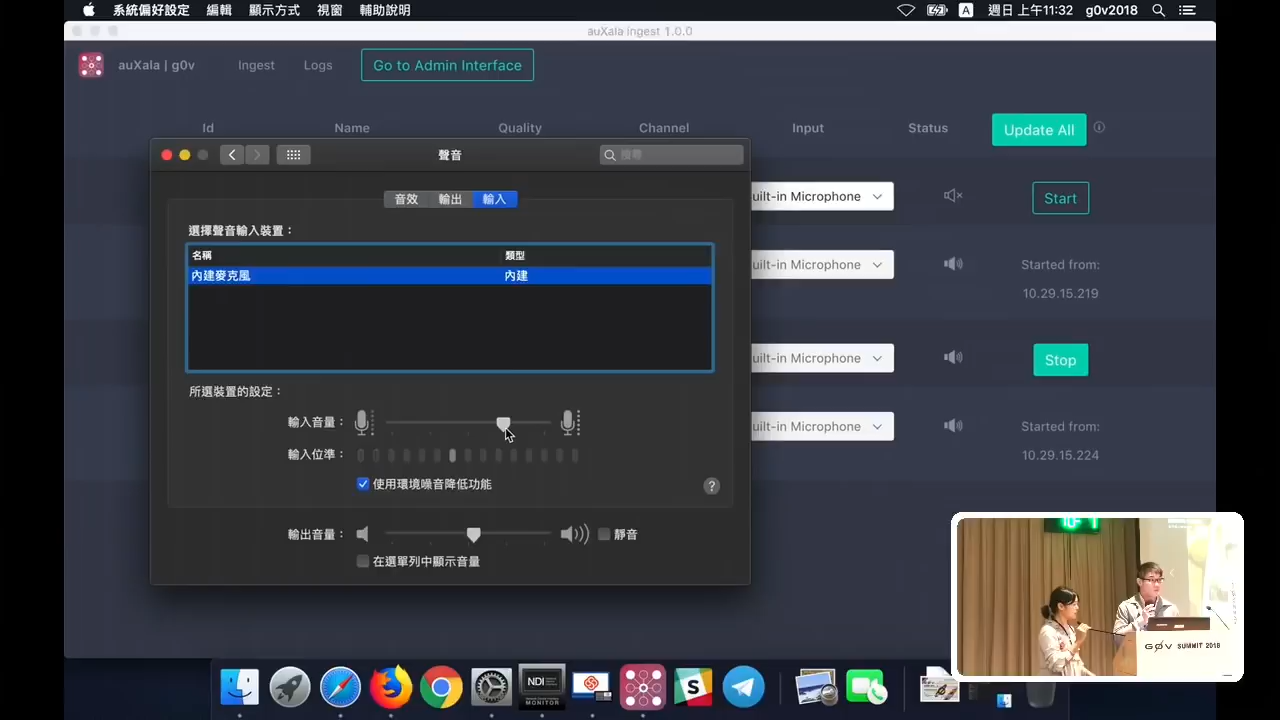 系統偏好設定 編輯 顯示方式 視窗 輔助說明 A 週日 上午11:32 g0v2018
auXala ingest 1.0.0
auXala | g0v Ingest Logs Go to Admin Interface
Id Name Quality Channel Input Status Update All
聲音 搜尋
音效 輸出 輸入
選擇聲音輸入裝置：
名稱 類型
內建麥克風 內建
所選裝置的設定：
輸入音量：
輸入位準：
使用環境噪音降低功能 ?
輸出音量： 靜音
在選單列中顯示音量
uilt-in Microphone Start
uilt-in Microphone Started from:
10.29.15.219
uilt-in Microphone Stop
uilt-in Microphone Started from:
10.29.15.224
GØV SUMMIT 2018
NDI
MONITOR
S